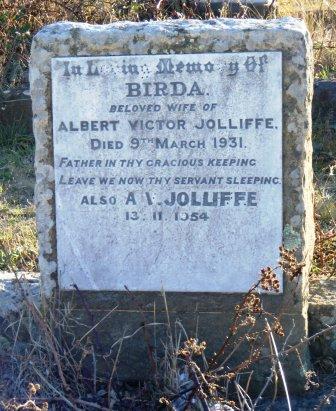 In Loving Memory Of
BIRDA.
BELOVED WIFE OF
ALBERT VICTOR JOLLIFFE.
DIED 9TH MARCH 1931.
FATHER IN THY GRACIOUS KEEPING
LEAVE WE NOW THY SERVANT SLEEPING.
ALSO A.V. JOLLIFFE
13. 11. 1954